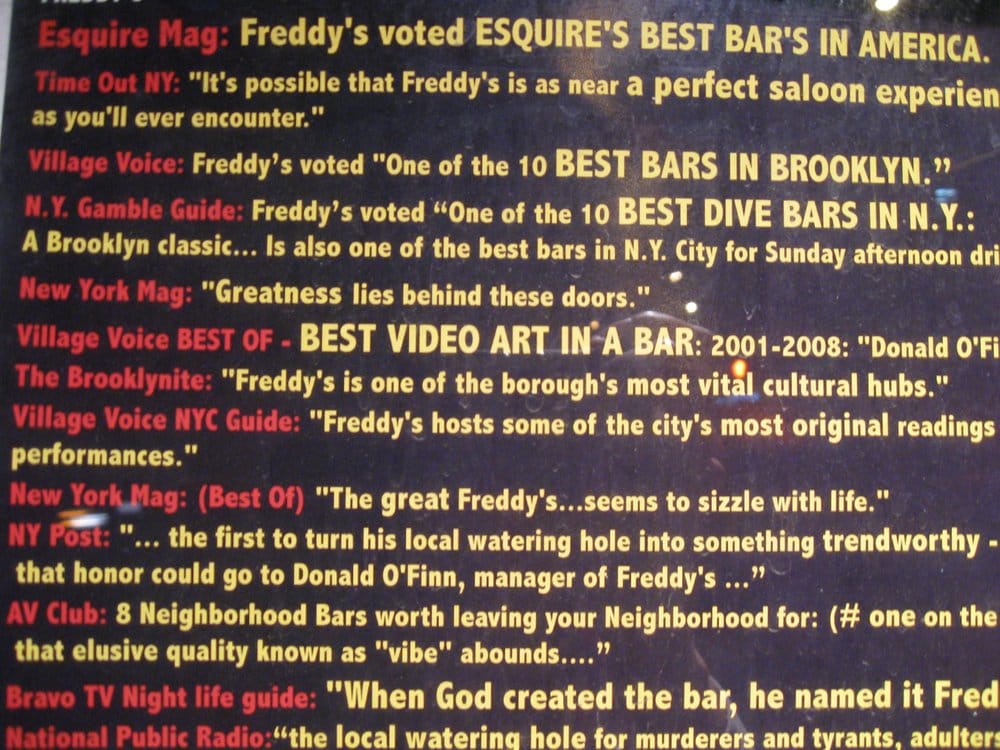 Esquire Mag: Freddy's voted ESQUIRE'S BEST BAR'S IN AMERICA.
Time Out NY: "It's possible that Freddy's is as near a perfect saloon experien
as you'll ever encounter."
Village Voice: Freddy's voted "One of the 10 BEST BARS IN BROOKLYN.”
N.Y. Gamble Guide: Freddy’s voted “One of the 10 BEST DIVE BARS IN N.Y.:
A Brooklyn classic... Is also one of the best bars in N.Y. City for Sunday afternoon dri
New York Mag: "Greatness lies behind these doors."
Village Voice BEST OF - BEST VIDEO ART IN A BAR: 2001-2008: "Donald O'Fi
The Brooklynite: "Freddy's is one of the borough's most vital cultural hubs."
Village Voice NYC Guide: "Freddy's hosts some of the city's most original readings
performances."
New York Mag: (Best Of) "The great Freddy's...seems to sizzle with life."
NY Post: "... the first to turn his local watering hole into something trendworthy -
that honor could go to Donald O'Finn, manager of Freddy's ...”
AV Club: 8 Neighborhood Bars worth leaving your Neighborhood for: (# one on the
that elusive quality known as "vibe" abounds....”
Bravo TV Night life guide: "When God created the bar, he named it Fred
National Public Radio:“the local watering hole for murderers and tyrants, adulters